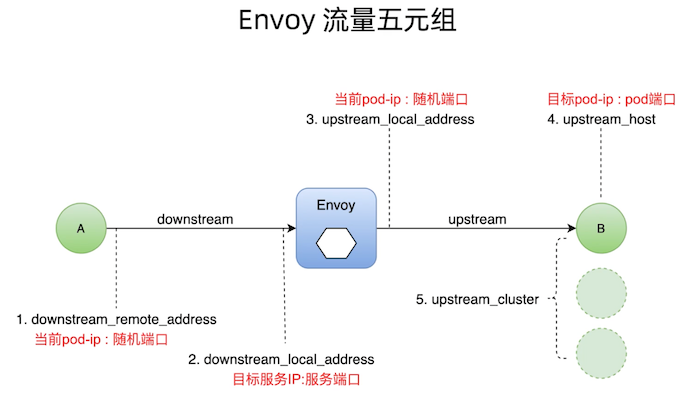 Envoy 流量五元组
当前pod-ip : 随机端口
3. upstream_local_address
目标pod-ip : pod端口
4. upstream_host
A
downstream
Envoy
upstream
B
1. downstream_remote_address
当前pod-ip : 随机端口
2. downstream_local_address
目标服务IP:服务端口
5. upstream_cluster